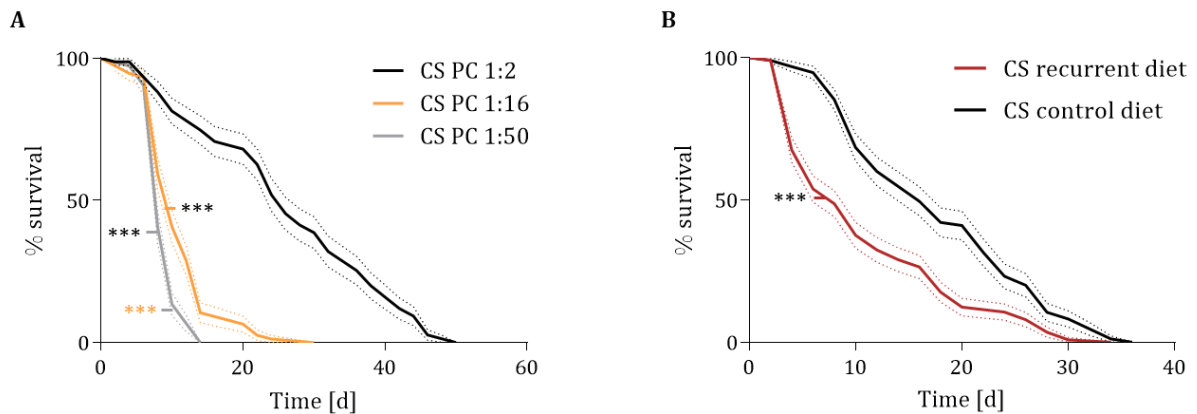 A
% survival
100
50
0
0
20
40
60
Time [d]
CS PC 1:2
CS PC 1:16
CS PC 1:50
***
***
***
B
% survival
100
50
0
0
10
20
30
40
Time [d]
CS recurrent diet
CS control diet
***